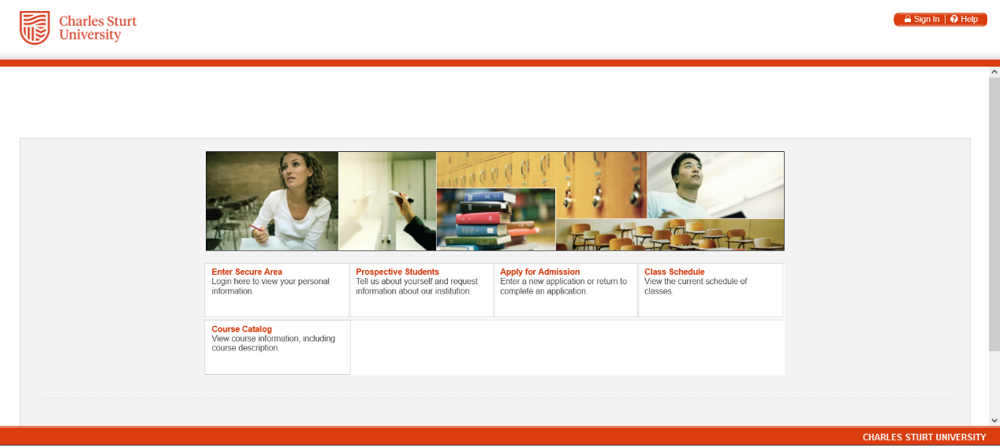 Charles Sturt
University
Sign In
Help
Enter Secure Area
Login here to view your personal
information.
Prospective Students
Tell us about yourself and request
information about our institution.
Apply for Admission
Enter a new application or return to
complete an application.
Class Schedule
View the current schedule of
classes.
Course Catalog
View course information, including
course description.
CHARLES STURT UNIVERSITY